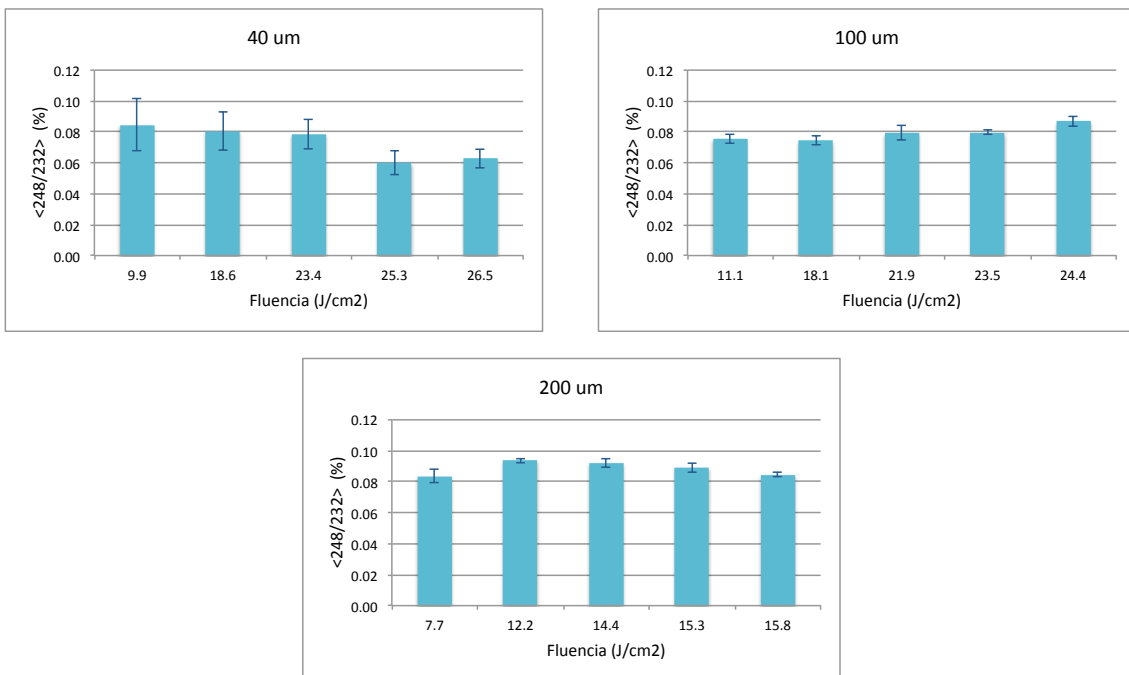 40 um
0.12
0.10
0.08
0.06
0.04
0.02
0.00
<248/232> (%)
9.9 18.6 23.4 25.3 26.5
Fluencia (J/cm2)
100 um
0.12
0.10
0.08
0.06
0.04
0.02
0.00
<248/232> (%)
11.1 18.1 21.9 23.5 24.4
Fluencia (J/cm2)
200 um
0.12
0.10
0.08
0.06
0.04
0.02
0.00
<248/232> (%)
7.7 12.2 14.4 15.3 15.8
Fluencia (J/cm2)